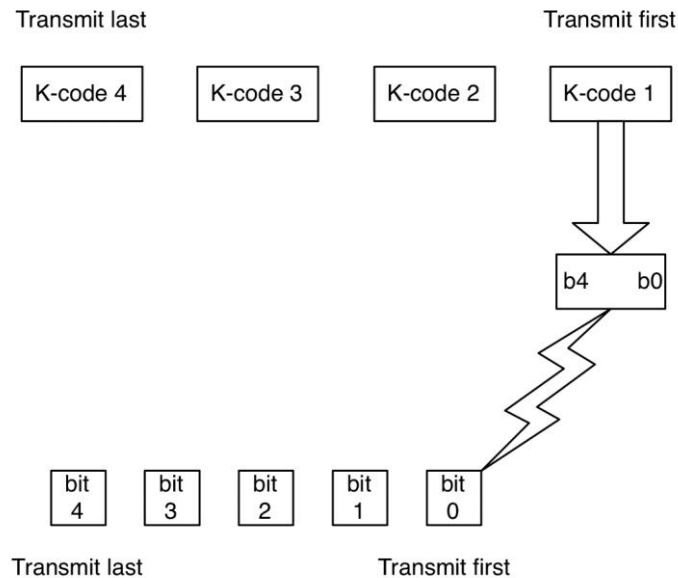 Transmit last
Transmit first
K-code 4
K-code 3
K-code 2
K-code 1
b4 b0
bit
4
bit
3
bit
2
bit
1
bit
0
Transmit last
Transmit first